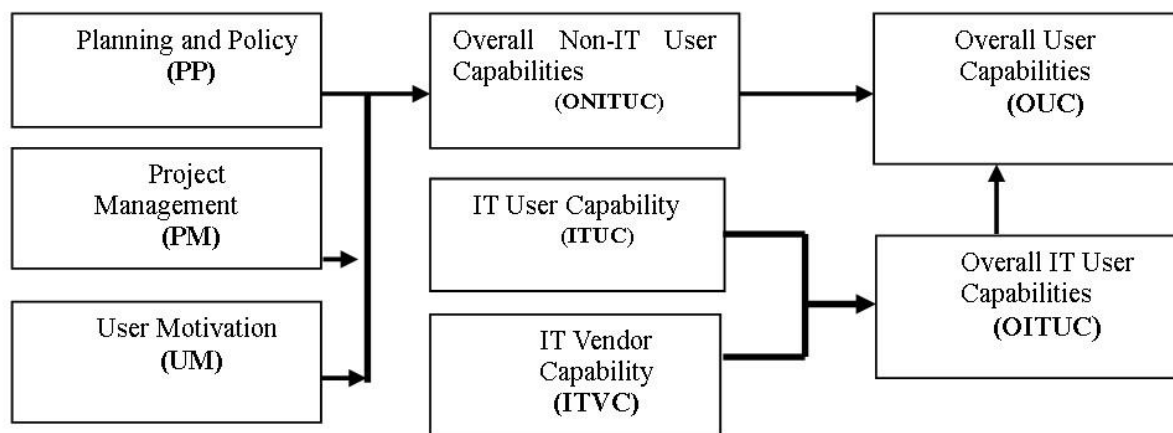 Planning and Policy
(PP)
Overall Non-IT User
Capabilities
(ONITUC)
Overall User
Capabilities
(OUC)
Project
Management
(PM)
IT User Capability
(ITUC)
Overall IT User
Capabilities
(OITUC)
User Motivation
(UM)
IT Vendor
Capability
(ITVC)